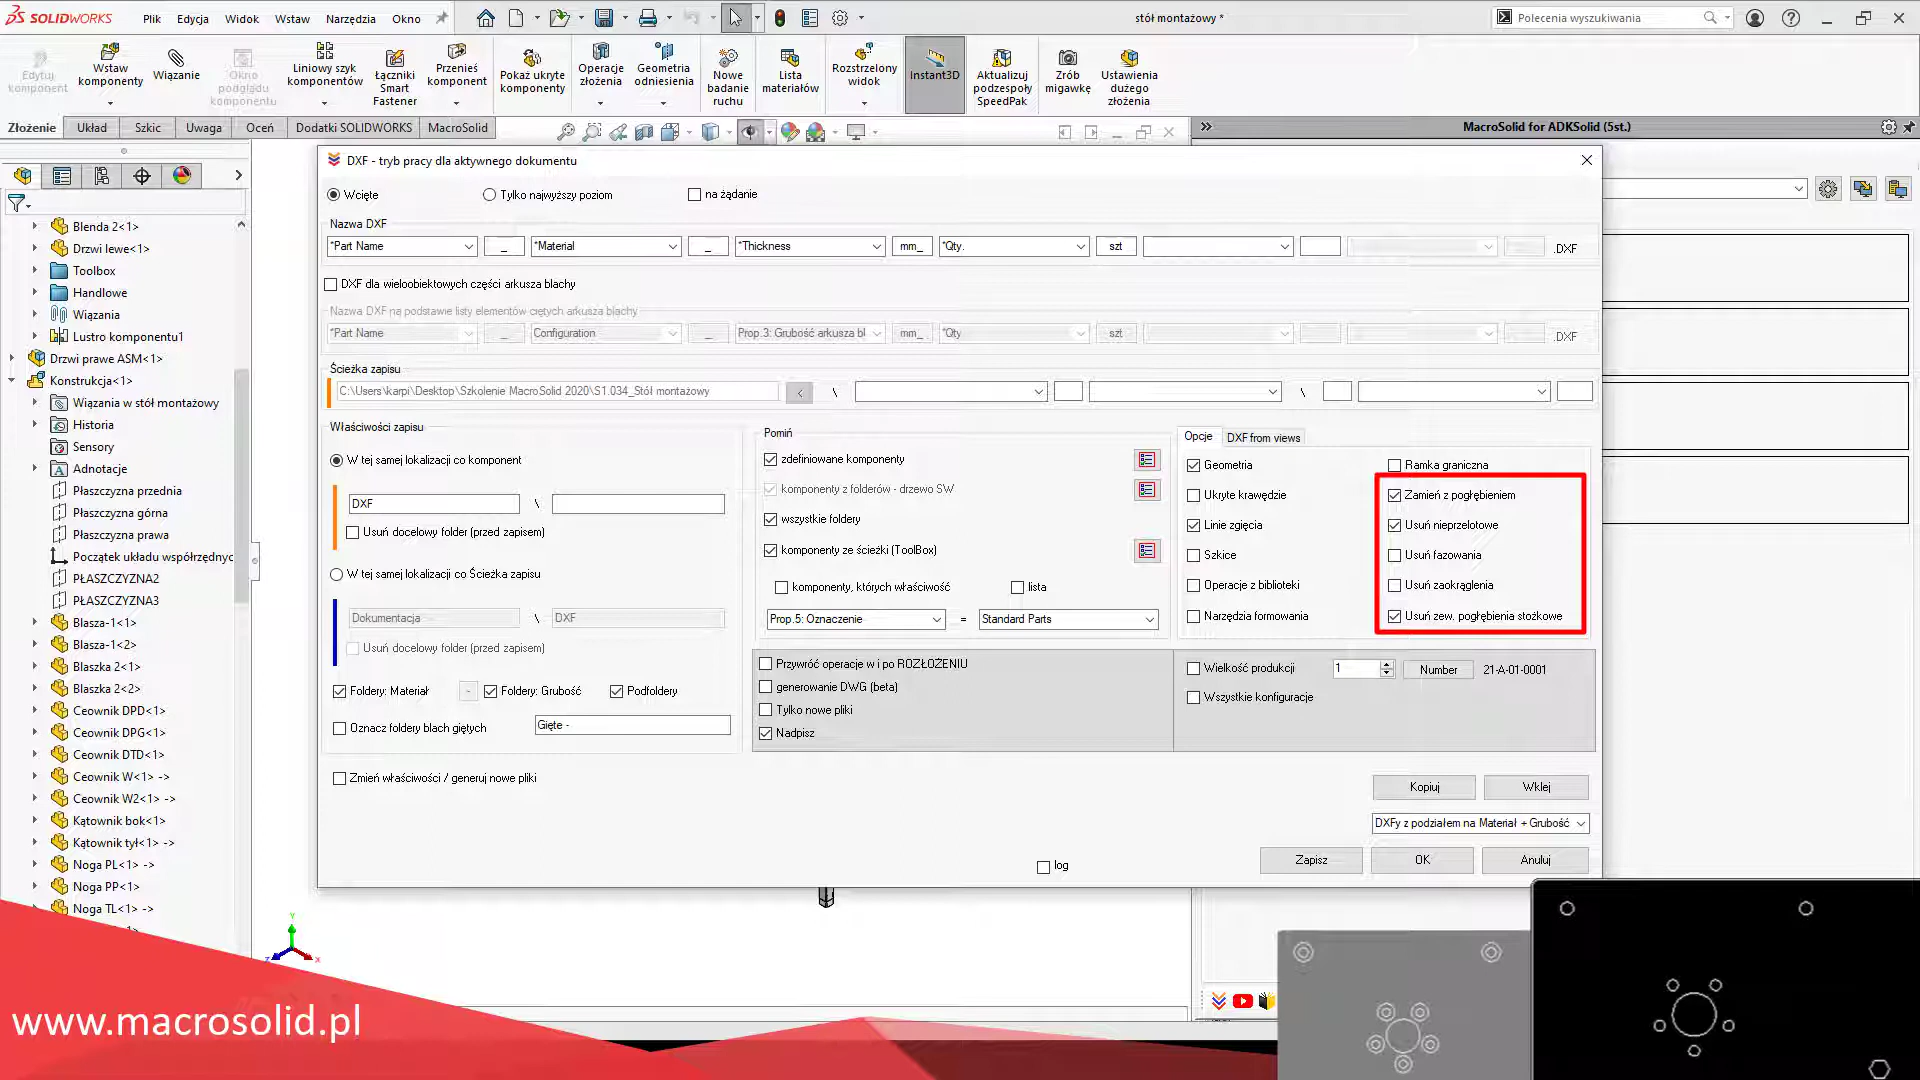 SOLIDWORKS Plik Edycja Widok Wstaw Narzędzia Okno
stół montażowy *
Polecenia wyszukiwania
Edytuj komponent
Wstaw komponenty
Wiązanie
Okno podglądu komponentu
Liniowy szyk komponentów
Łączniki Smart Fastener
Przenieś komponent
Pokaż ukryte komponenty
Operacje złożenia
Geometria odniesienia
Nowe badanie ruchu
Lista materiałów
Rozstrzelony widok
Instant3D
Aktualizuj podzespoły SpeedPak
Zrób migawkę
Ustawienia dużego złożenia
Złożenie Układ Szkic Uwaga Oceń Dodatki SOLIDWORKS MacroSolid
MacroSolid for ADKSolid (5st.)
Blenda 2<1>
Drzwi lewe<1>
Toolbox
Handlowe
Wiązania
Lustro komponentu1
Drzwi prawe ASM<1>
Konstrukcja<1>
Wiązania w stół montażowy
Historia
Sensory
Adnotacje
Płaszczyzna przednia
Płaszczyzna górna
Płaszczyzna prawa
Początek układu współrzędnyc
PŁASZCZYZNA2
PŁASZCZYZNA3
Blasza-1<1>
Blasza-1<2>
Blaszka 2<1>
Blaszka 2<2>
Ceownik DPD<1>
Ceownik DPG<1>
Ceownik DTD<1>
Ceownik W<1> ->
Ceownik W2<1> ->
Kątownik bok<1>
Kątownik tył<1> ->
Noga PL<1> ->
Noga PP<1>
Noga TL<1> ->
DXF - tryb pracy dla aktywnego dokumentu
Wcięte Tylko najwyższy poziom na żądanie
Nazwa DXF
*Part Name _ *Material _ *Thickness mm_ *Qty. szt .DXF
DXF dla wieloobiektowych części arkusza blachy
Nazwa DXF na podstawie listy elementów ciętych arkusza blachy
*Part Name _ Configuration _ Prop.3: Grubość arkusza bl mm_ *Qty szt .DXF
Ścieżka zapisu
C:\Users\karpi\Desktop\Szkolenie MacroSolid 2020\S1.034_Stół montażowy < \ \
Właściwości zapisu
W tej samej lokalizacji co komponent
DXF \
Usuń docelowy folder (przed zapisem)
W tej samej lokalizacji co Ścieżka zapisu
Dokumentacja \ DXF
Usuń docelowy folder (przed zapisem)
Foldery: Materiał - Foldery: Grubość Podfoldery
Oznacz foldery blach giętych Gięte -
Zmień właściwości / generuj nowe pliki
Pomiń
zdefiniowane komponenty
komponenty z folderów - drzewo SW
wszystkie foldery
komponenty ze ścieżki (ToolBox)
komponenty, których właściwość lista
Prop.5: Oznaczenie = Standard Parts
Przywróć operacje w i po ROZŁOŻENIU
generowanie DWG (beta)
Tylko nowe pliki
Nadpisz
Opcje DXF from views
Geometria Ramka graniczna
Ukryte krawędzie Zamień z pogłębieniem
Linie zgięcia Usuń nieprzelotowe
Szkice Usuń fazowania
Operacje z biblioteki Usuń zaokrąglenia
Narzędzia formowania Usuń zew. pogłębienia stożkowe
Wielkość produkcji 1 Number 21-A-01-0001
Wszystkie konfiguracje
Kopiuj Wklej
DXFy z podziałem na Materiał + Grubość
log Zapisz OK Anuluj
Y
Z X
www.macrosolid.pl